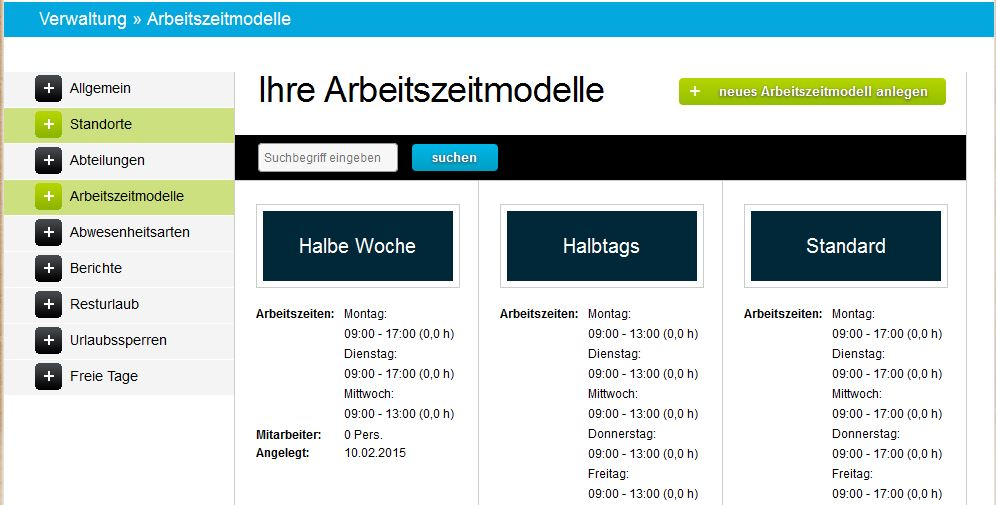 Verwaltung » Arbeitszeitmodelle
Allgemein
Standorte
Abteilungen
Arbeitszeitmodelle
Abwesenheitsarten
Berichte
Resturlaub
Urlaubssperren
Freie Tage
Ihre Arbeitszeitmodelle
+ neues Arbeitszeitmodell anlegen
Suchbegriff eingeben
suchen
Halbe Woche
Arbeitszeiten: Montag:
09:00 - 17:00 (0,0 h)
Dienstag:
09:00 - 17:00 (0,0 h)
Mittwoch:
09:00 - 13:00 (0,0 h)
Mitarbeiter: 0 Pers.
Angelegt: 10.02.2015
Halbtags
Arbeitszeiten: Montag:
09:00 - 13:00 (0,0 h)
Dienstag:
09:00 - 13:00 (0,0 h)
Mittwoch:
09:00 - 13:00 (0,0 h)
Donnerstag:
09:00 - 13:00 (0,0 h)
Freitag:
09:00 - 13:00 (0,0 h)
Standard
Arbeitszeiten: Montag:
09:00 - 17:00 (0,0 h)
Dienstag:
09:00 - 17:00 (0,0 h)
Mittwoch:
09:00 - 17:00 (0,0 h)
Donnerstag:
09:00 - 17:00 (0,0 h)
Freitag:
09:00 - 17:00 (0,0 h)